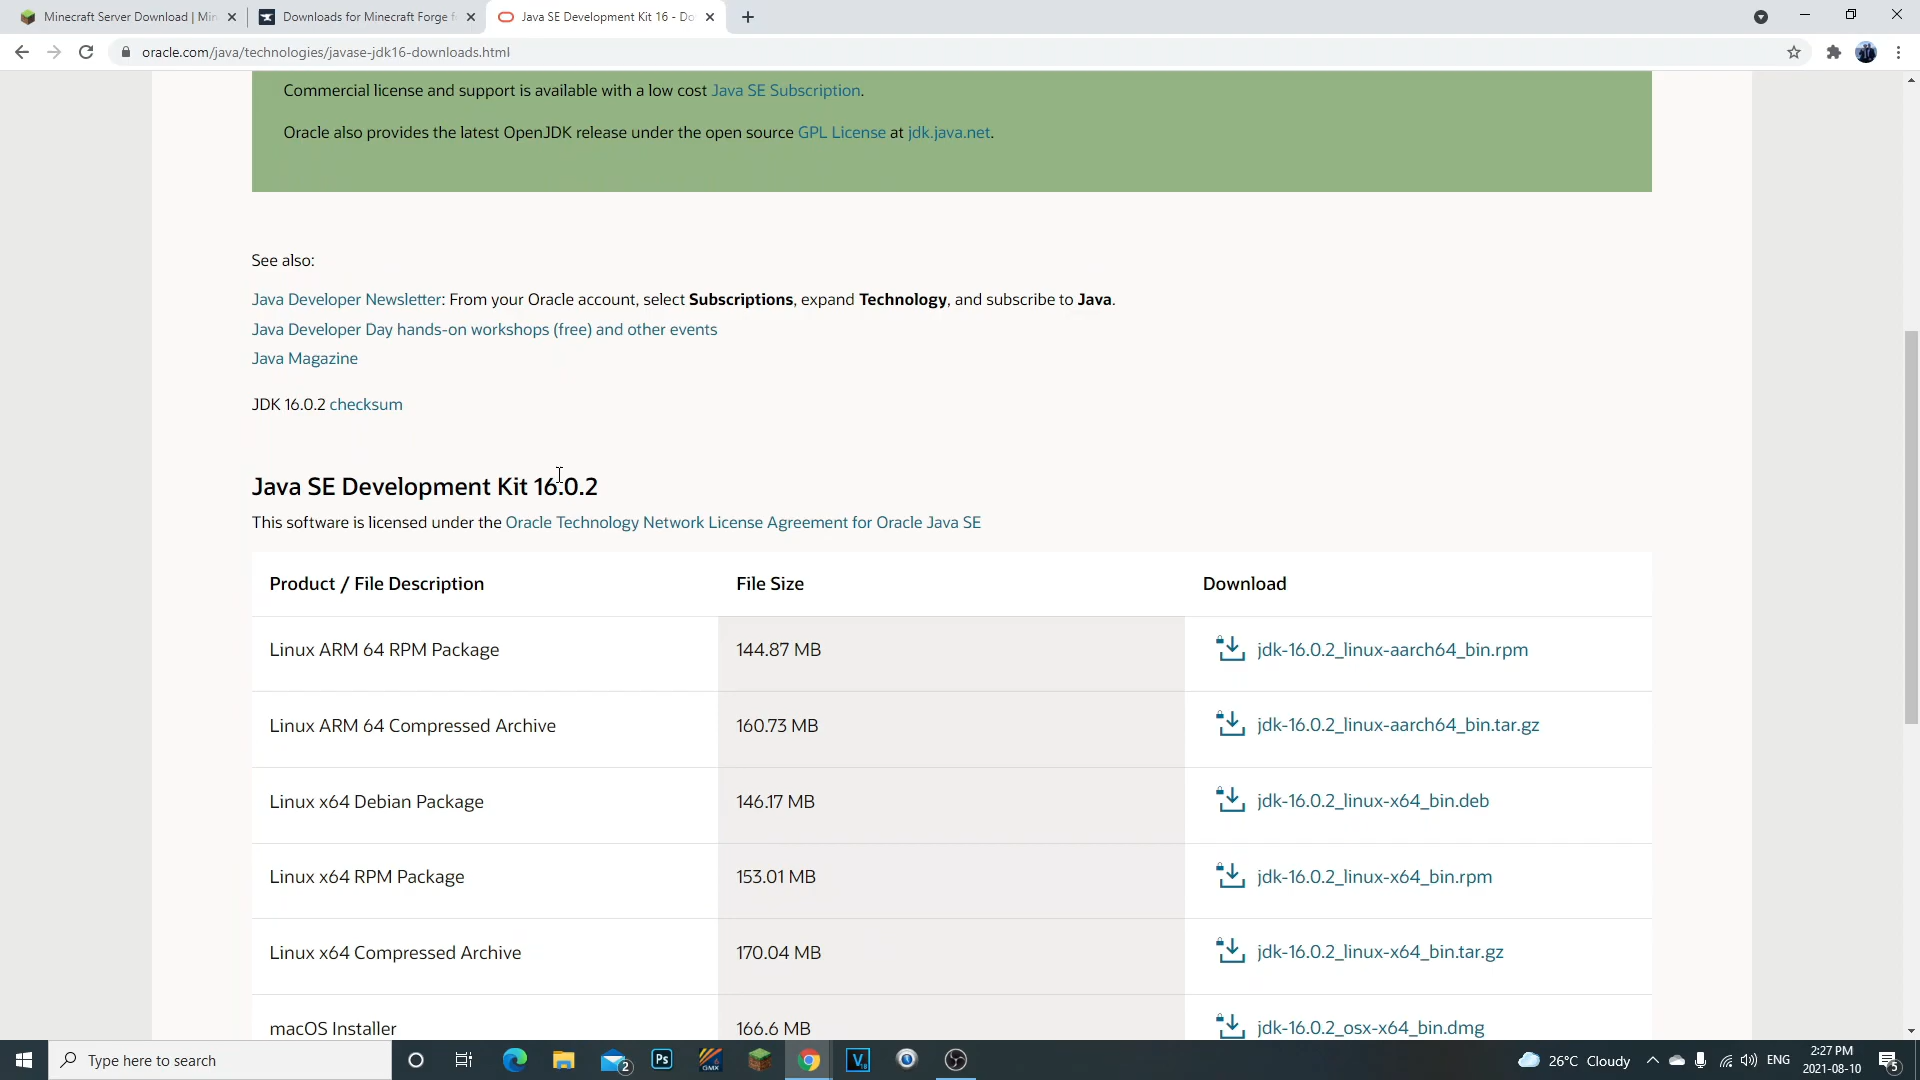 Minecraft Server Download | Min
Downloads for Minecraft Forge f
Java SE Development Kit 16 - Do
oracle.com/java/technologies/javase-jdk16-downloads.html
Commercial license and support is available with a low cost Java SE Subscription.
Oracle also provides the latest OpenJDK release under the open source GPL License at jdk.java.net.
See also:
Java Developer Newsletter: From your Oracle account, select Subscriptions, expand Technology, and subscribe to Java.
Java Developer Day hands-on workshops (free) and other events
Java Magazine
JDK 16.0.2 checksum
Java SE Development Kit 16.0.2
This software is licensed under the Oracle Technology Network License Agreement for Oracle Java SE
Product / File Description File Size Download
Linux ARM 64 RPM Package 144.87 MB jdk-16.0.2_linux-aarch64_bin.rpm
Linux ARM 64 Compressed Archive 160.73 MB jdk-16.0.2_linux-aarch64_bin.tar.gz
Linux x64 Debian Package 146.17 MB jdk-16.0.2_linux-x64_bin.deb
Linux x64 RPM Package 153.01 MB jdk-16.0.2_linux-x64_bin.rpm
Linux x64 Compressed Archive 170.04 MB jdk-16.0.2_linux-x64_bin.tar.gz
macOS Installer 166.6 MB jdk-16.0.2_osx-x64_bin.dmg
Type here to search
2
Ps
GMX
V
18
26°C Cloudy
ENG
2:27 PM
2021-08-10
5